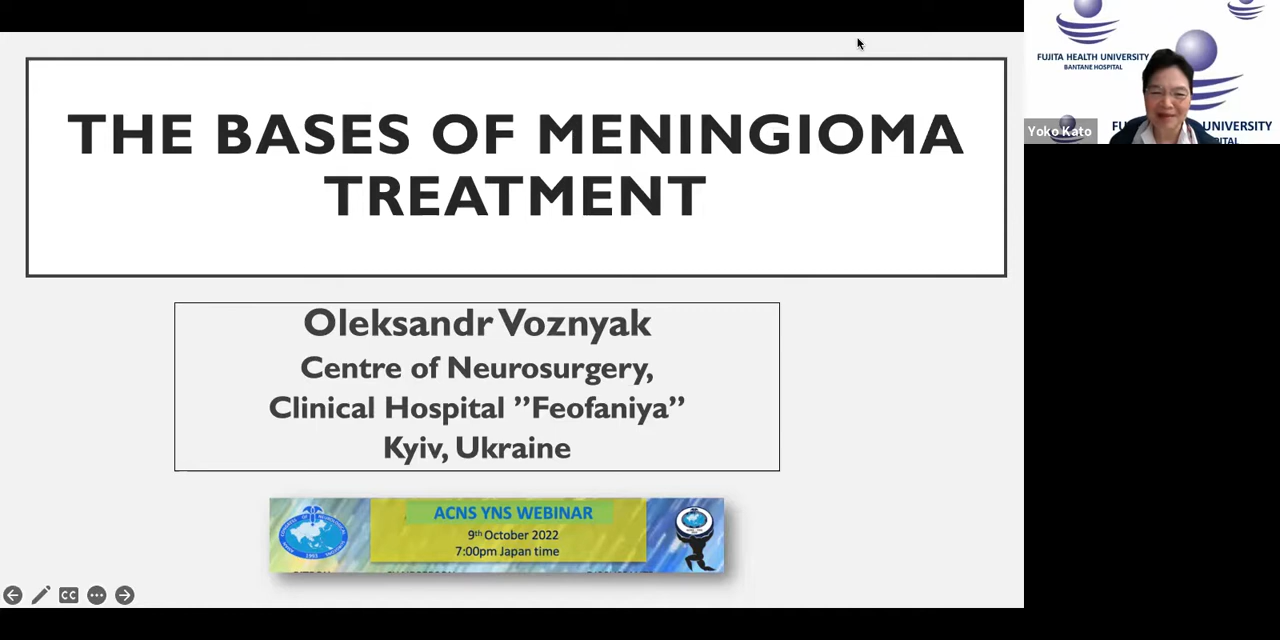 THE BASES OF MENINGIOMA
TREATMENT
Oleksandr Voznyak
Centre of Neurosurgery,
Clinical Hospital ”Feofaniya”
Kyiv, Ukraine
ACNS YNS WEBINAR
9th October 2022
7:00pm Japan time
CC
FUJITA HEALTH UNIVERSITY
BANTANE HOSPITAL
Yoko Kato